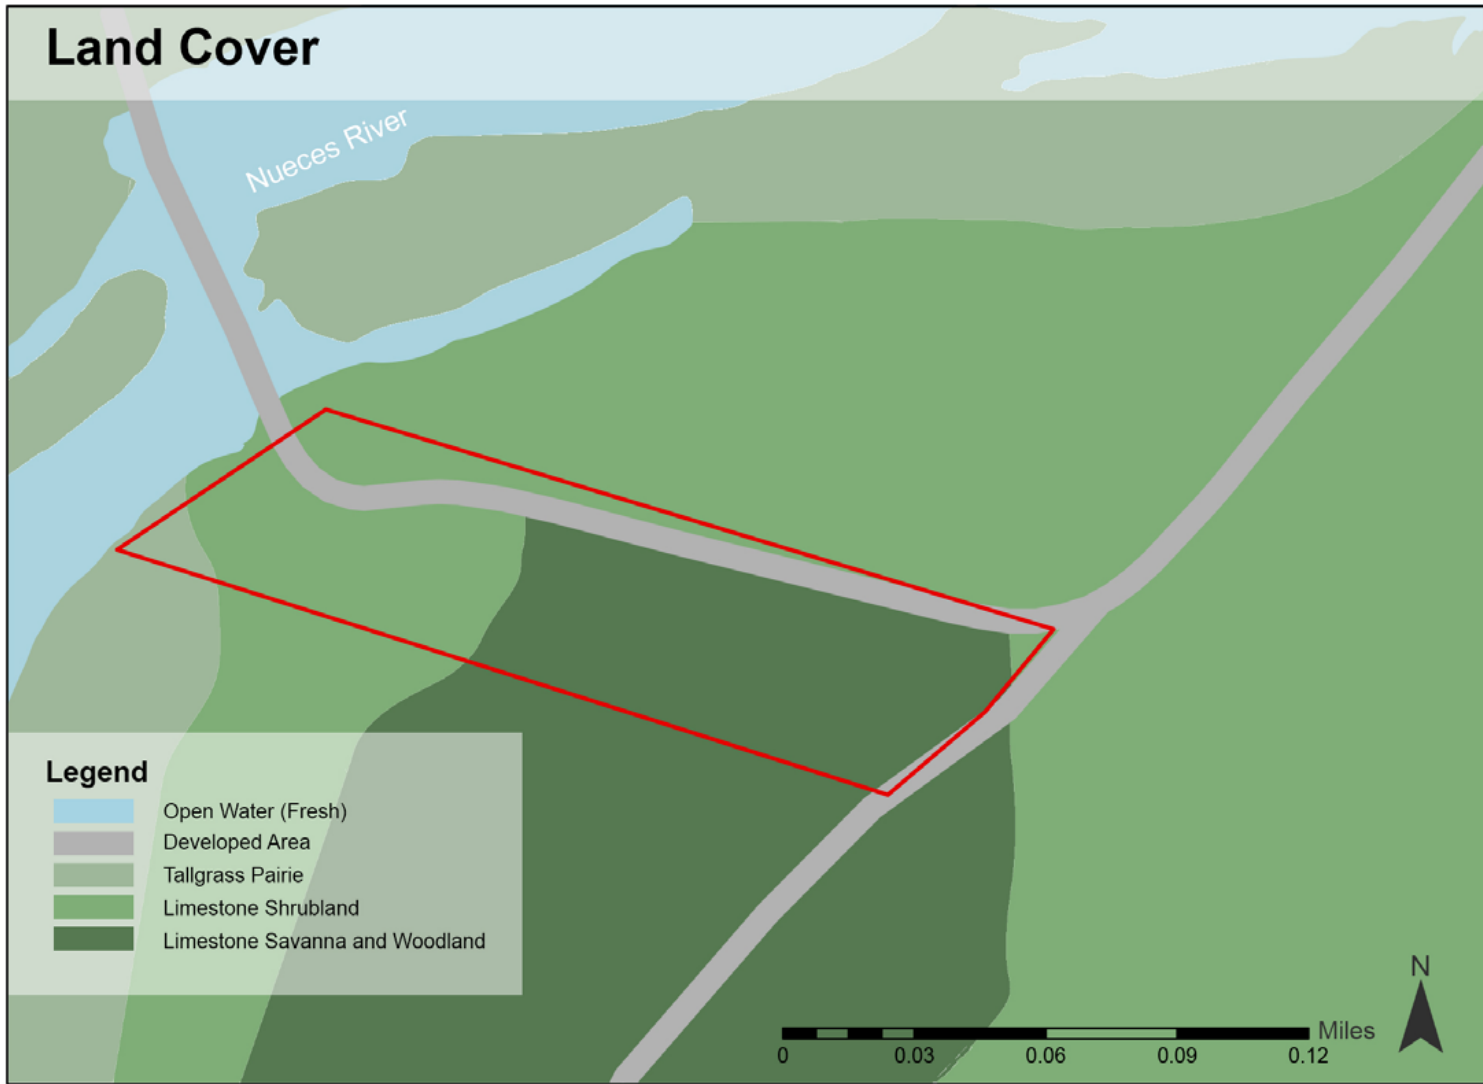 Land Cover
Nueces River
Legend
Open Water (Fresh)
Developed Area
Tallgrass Pairie
Limestone Shrubland
Limestone Savanna and Woodland
N
Miles
0 0.03 0.06 0.09 0.12